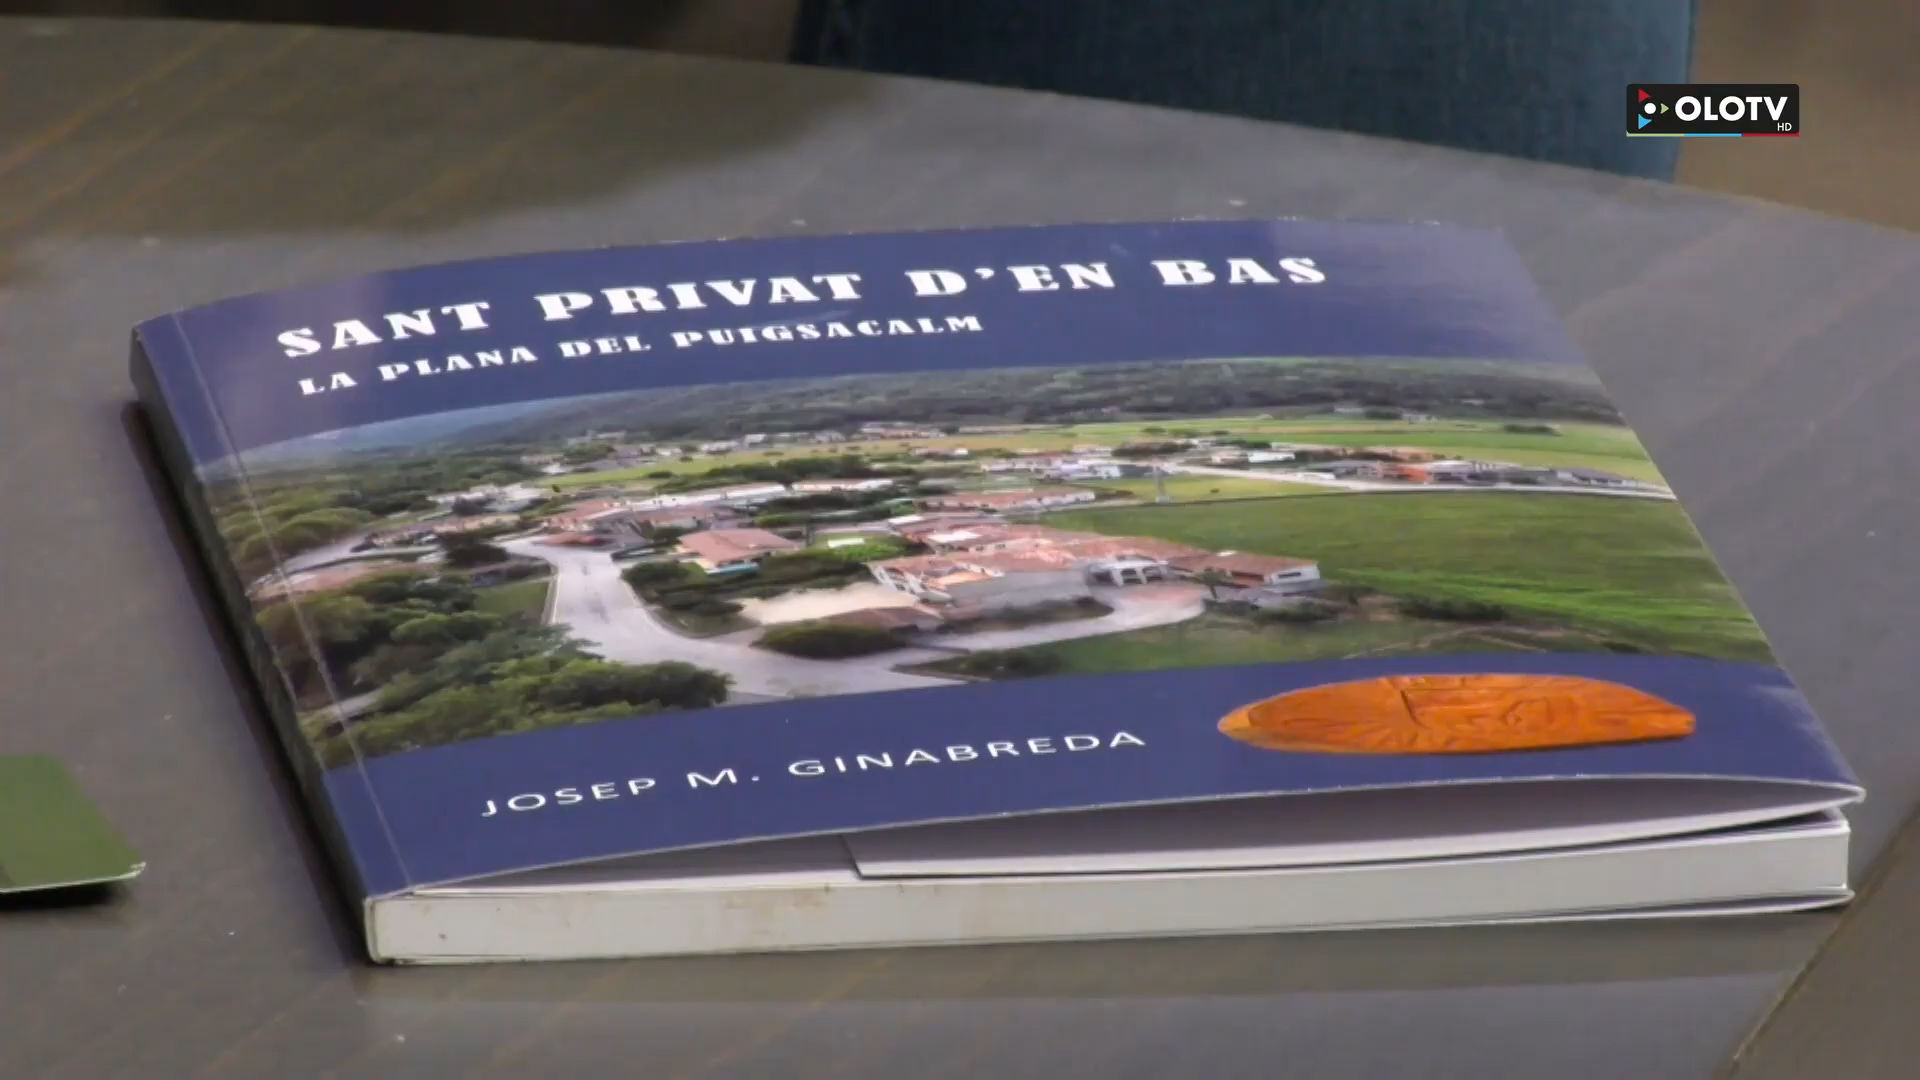 OLOTV
HD
SANT PRIVAT D'EN BAS
LA PLANA DEL PUIGSACALM
JOSEP M. GINABREDA